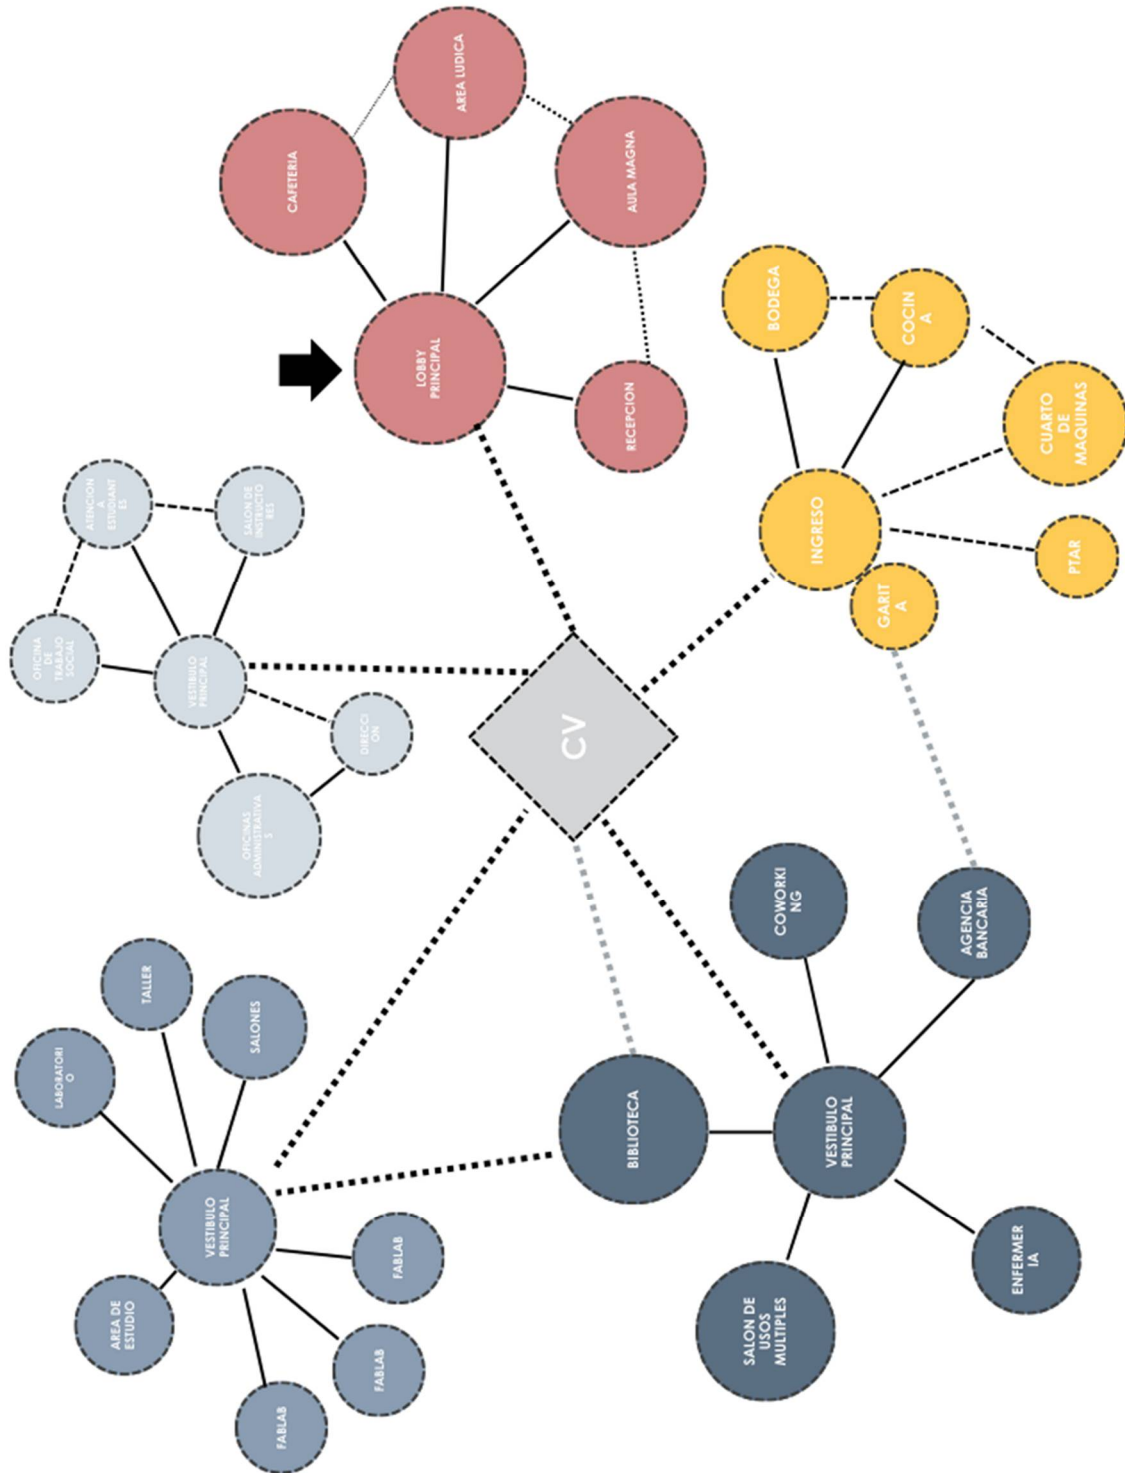 LABORATORI
O
TALLER
SALONES
VESTIBULO
PRINCIPAL
AREA DE
ESTUDIO
FABLAB
FABLAB
FABLAB
OFICINA
DE
TRABAJO
SOCIAL
ATENCION
A
ESTUDIANT
ES
SALON DE
INSTRUCTO
RES
VESTIBULO
PRINCIPAL
DIRECCI
ON
OFICINAS
ADMINISTRATIVA
S
CAFETERIA
AREA LUDICA
AULA MAGNA
LOBBY
PRINCIPAL
RECEPCION
CV
BIBLIOTECA
COWORKI
NG
AGENCIA
BANCARIA
VESTIBULO
PRINCIPAL
SALON DE
USOS
MULTIPLES
ENFERMER
IA
BODEGA
COCIN
A
CUARTO
DE
MAQUINAS
INGRESO
GARIT
A
PTAR